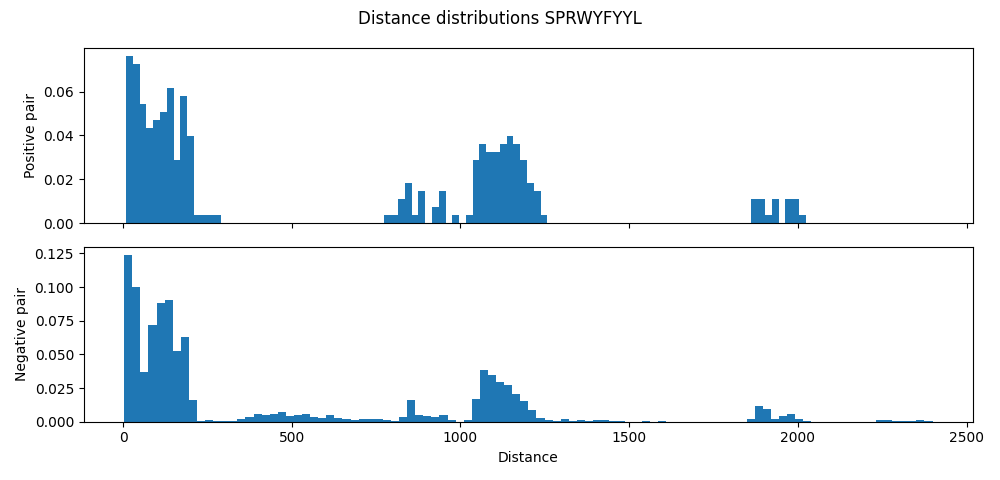 Distance distributions SPRWYFYYL
Positive pair
0.06
0.04
0.02
0.00
Negative pair
0.125
0.100
0.075
0.050
0.025
0.000
0 500 1000 1500 2000 2500
Distance